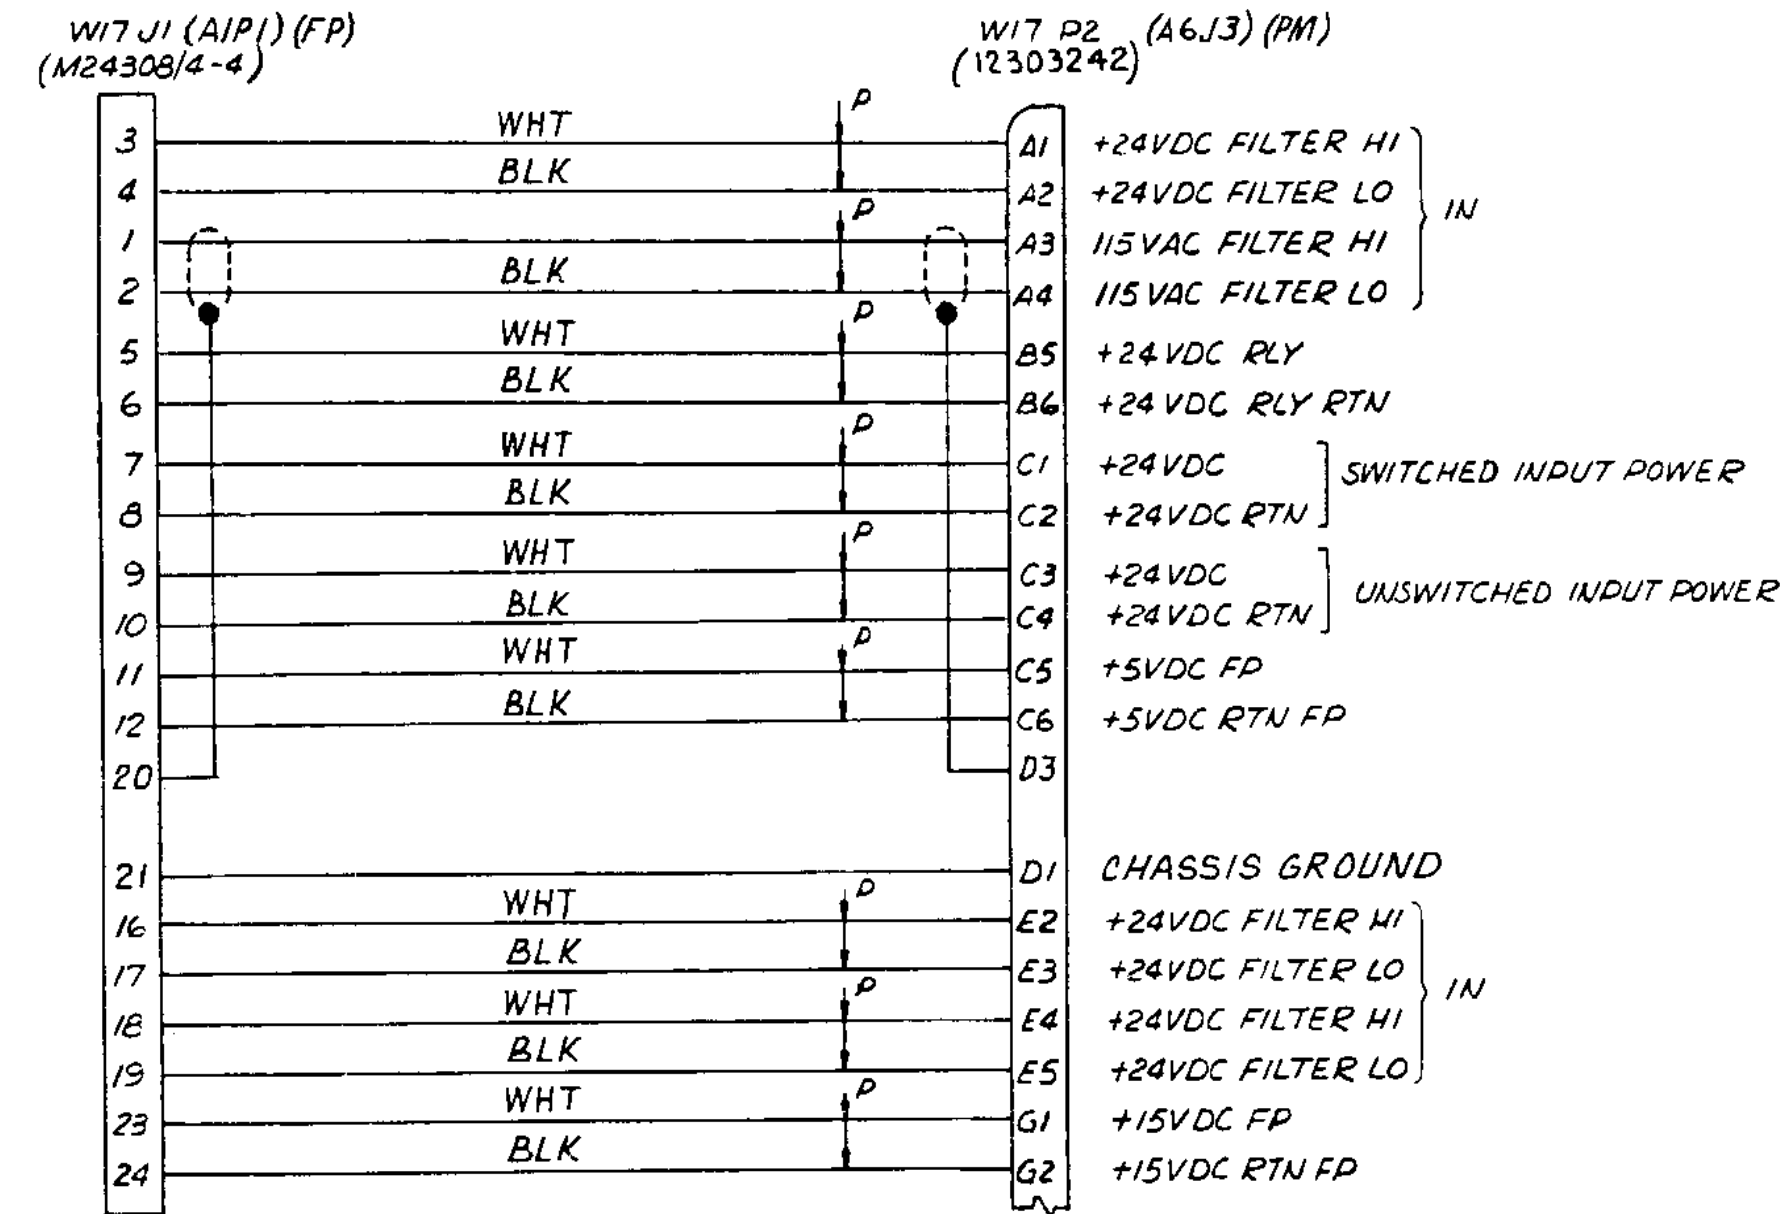 W17 J1 (A1P1) (FP)
(M24308/4-4)
W17 P2 (A6J3) (PM)
(12303242)
3 WHT P A1 +24VDC FILTER HI
4 BLK A2 +24VDC FILTER LO
IN
1 P A3 115VAC FILTER HI
2 BLK A4 115VAC FILTER LO
5 WHT P B5 +24VDC RLY
6 BLK B6 +24VDC RLY RTN
7 WHT P C1 +24VDC
SWITCHED INPUT POWER
8 BLK C2 +24VDC RTN
9 WHT P C3 +24VDC
UNSWITCHED INPUT POWER
10 BLK C4 +24VDC RTN
11 WHT P C5 +5VDC FP
12 BLK C6 +5VDC RTN FP
20 D3
21 D1 CHASSIS GROUND
16 WHT P E2 +24VDC FILTER HI
17 BLK E3 +24VDC FILTER LO
IN
18 WHT P E4 +24VDC FILTER HI
19 BLK E5 +24VDC FILTER LO
23 WHT P G1 +15VDC FP
24 BLK G2 +15VDC RTN FP